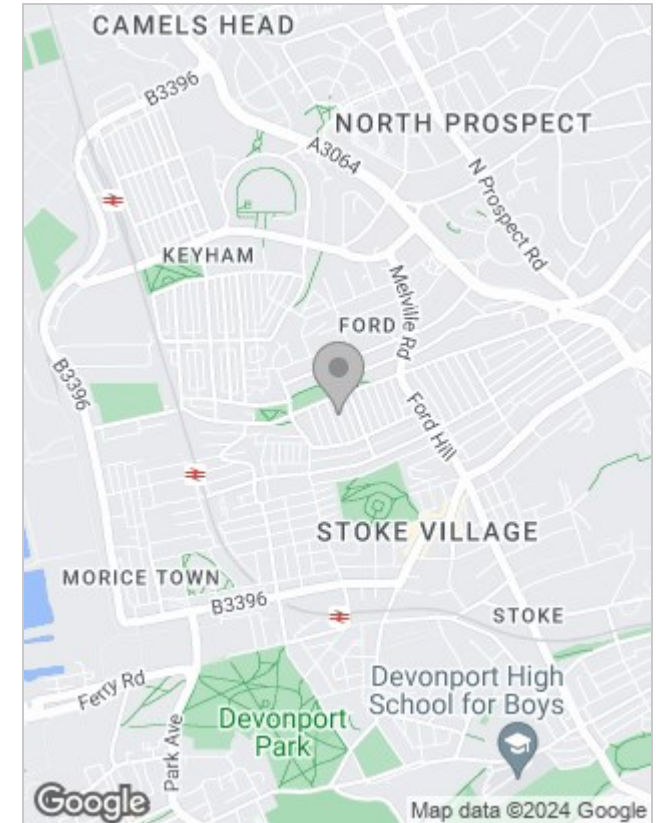 CAMELS HEAD
B3396
NORTH PROSPECT
A3064
N Prospect Rd
KEYHAM
Melville Rd
FORD
B3396
Ford Hill
STOKE VILLAGE
MORICE TOWN
B3396
STOKE
Ferry Rd
Devonport High
School for Boys
Park Ave
Devonport
Park
Google
Map data ©2024 Google